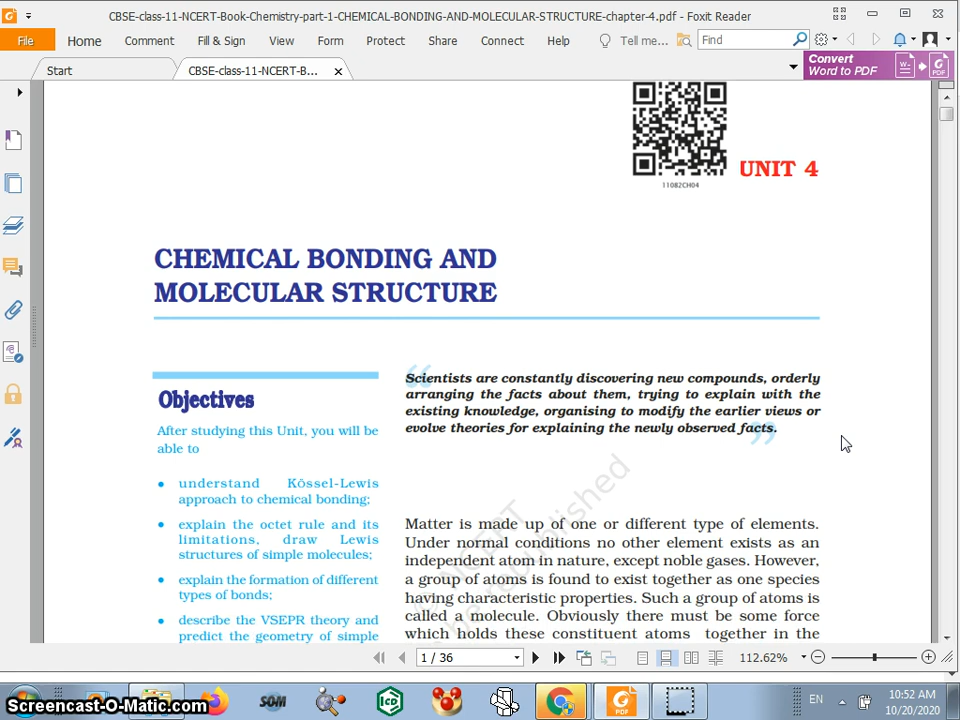 CBSE-class-11-NCERT-Book-Chemistry-part-1-CHEMICAL-BONDING-AND-MOLECULAR-STRUCTURE-chapter-4.pdf - Foxit Reader
File Home Comment Fill & Sign View Form Protect Share Connect Help Tell me... Find
Start CBSE-class-11-NCERT-B... Convert Word to PDF
11082CH04
UNIT 4
CHEMICAL BONDING AND
MOLECULAR STRUCTURE
Objectives
After studying this Unit, you will be
able to
• understand Kössel-Lewis
approach to chemical bonding;
• explain the octet rule and its
limitations, draw Lewis
structures of simple molecules;
• explain the formation of different
types of bonds;
• describe the VSEPR theory and
predict the geometry of simple
“Scientists are constantly discovering new compounds, orderly
arranging the facts about them, trying to explain with the
existing knowledge, organising to modify the earlier views or
evolve theories for explaining the newly observed facts.”
Matter is made up of one or different type of elements.
Under normal conditions no other element exists as an
independent atom in nature, except noble gases. However,
a group of atoms is found to exist together as one species
having characteristic properties. Such a group of atoms is
called a molecule. Obviously there must be some force
which holds these constituent atoms together in the
© NCERT
be republished
1 / 36
112.62%
SOM
ICD
PDF
EN
10:52 AM
10/20/2020
Screencast-O-Matic.com